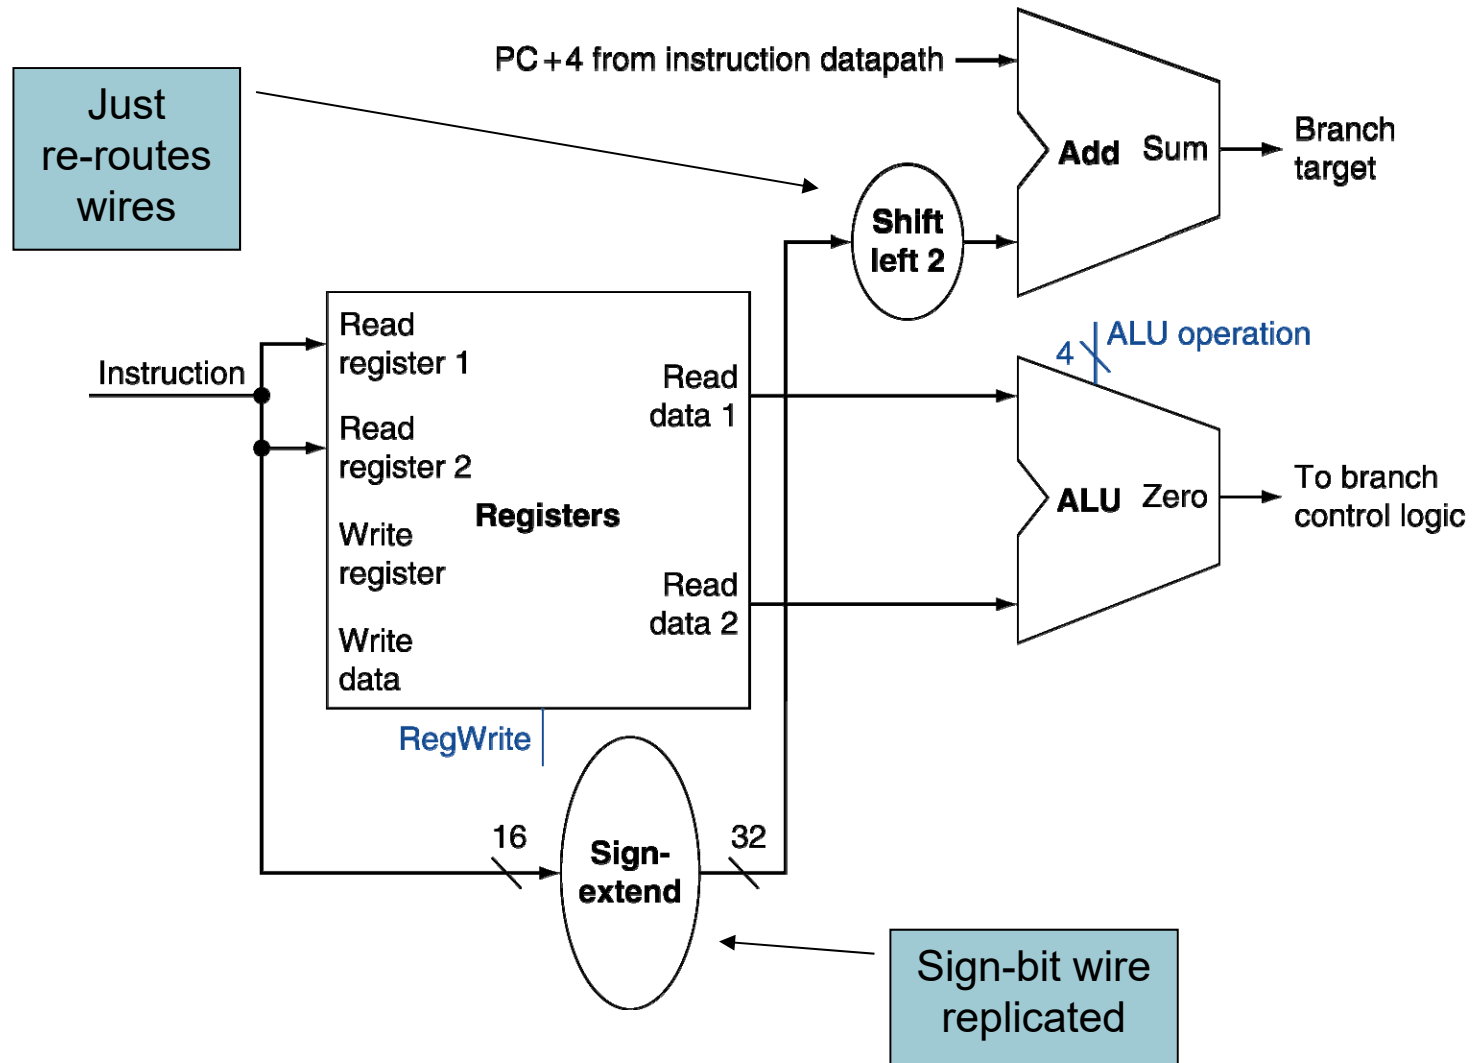 PC+4 from instruction datapath
Just
re-routes
wires
Add Sum
Branch
target
Shift
left 2
Instruction
Read
register 1
Read
register 2
Write
register
Write
data
Registers
Read
data 1
Read
data 2
4
ALU operation
ALU Zero
To branch
control logic
RegWrite
16
Sign-
extend
32
Sign-bit wire
replicated